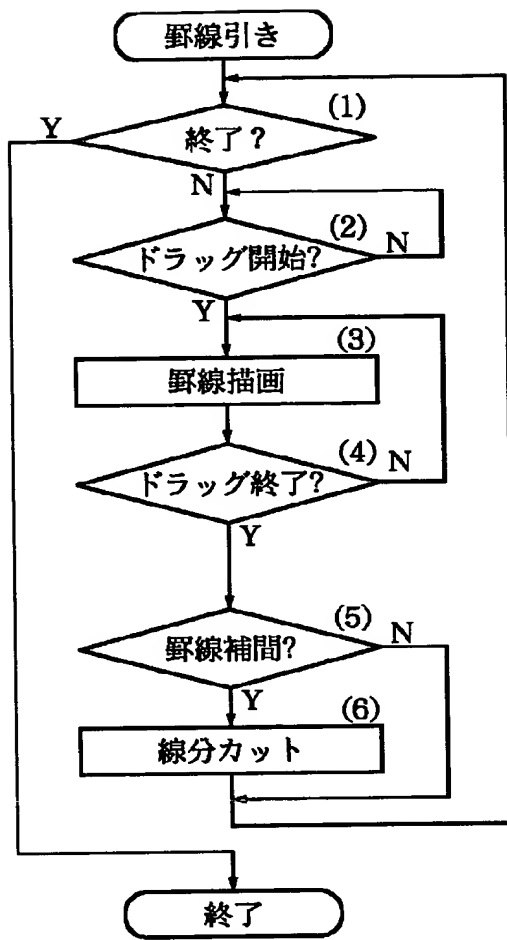 罫線引き
(1)
Y
終了?
N
(2)
ドラッグ開始?
N
Y
(3)
罫線描画
(4)
N
ドラッグ終了?
Y
(5)
N
罫線補間?
Y
(6)
線分カット
終了